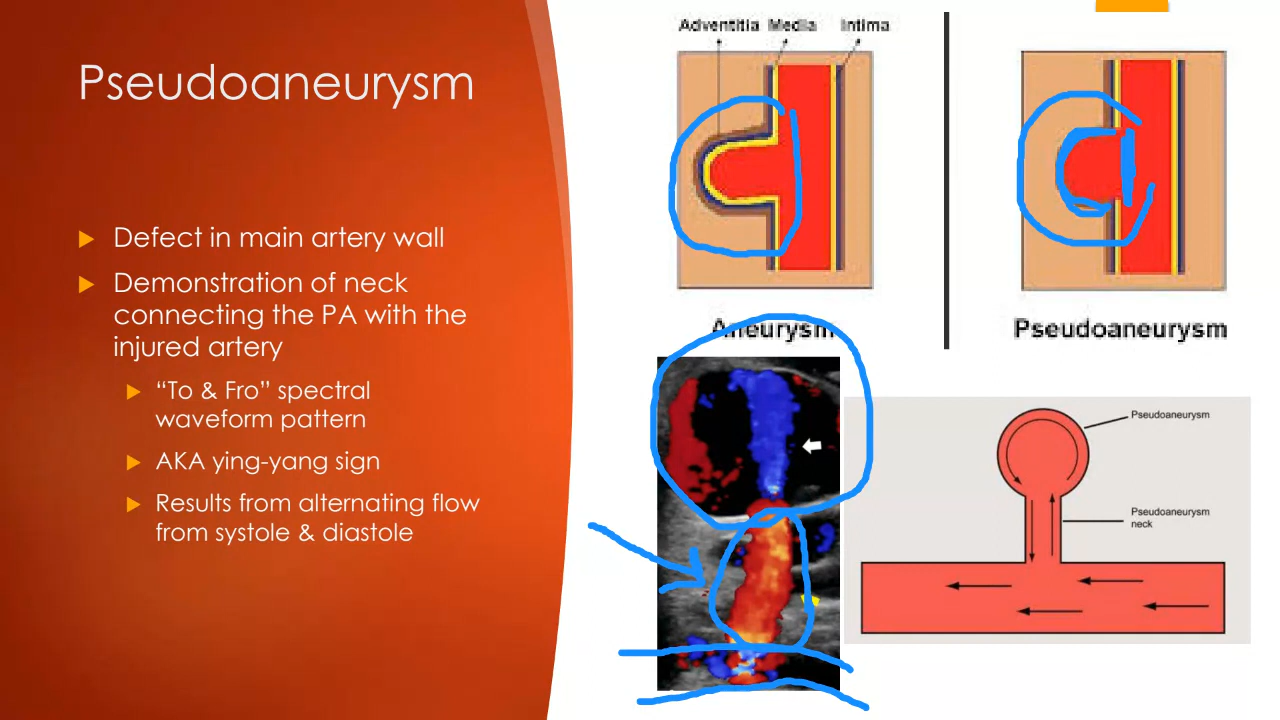 Pseudoaneurysm
Defect in main artery wall
Demonstration of neck
connecting the PA with the
injured artery
“To & Fro” spectral
waveform pattern
AKA ying-yang sign
Results from alternating flow
from systole & diastole
Adventitia Media Intima
Aneurysm
Pseudoaneurysm
Pseudoaneurysm
Pseudoaneurysm
neck